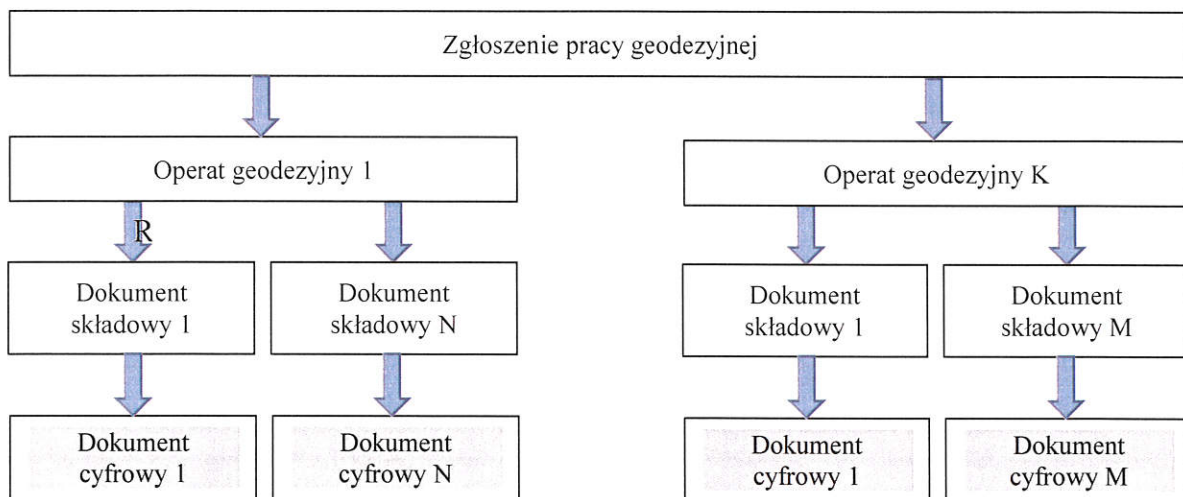 Zgłoszenie pracy geodezyjnej
Operat geodezyjny 1
Operat geodezyjny K
R
Dokument
składowy 1
Dokument
składowy N
Dokument
składowy 1
Dokument
składowy M
Dokument
cyfrowy 1
Dokument
cyfrowy N
Dokument
cyfrowy 1
Dokument
cyfrowy M